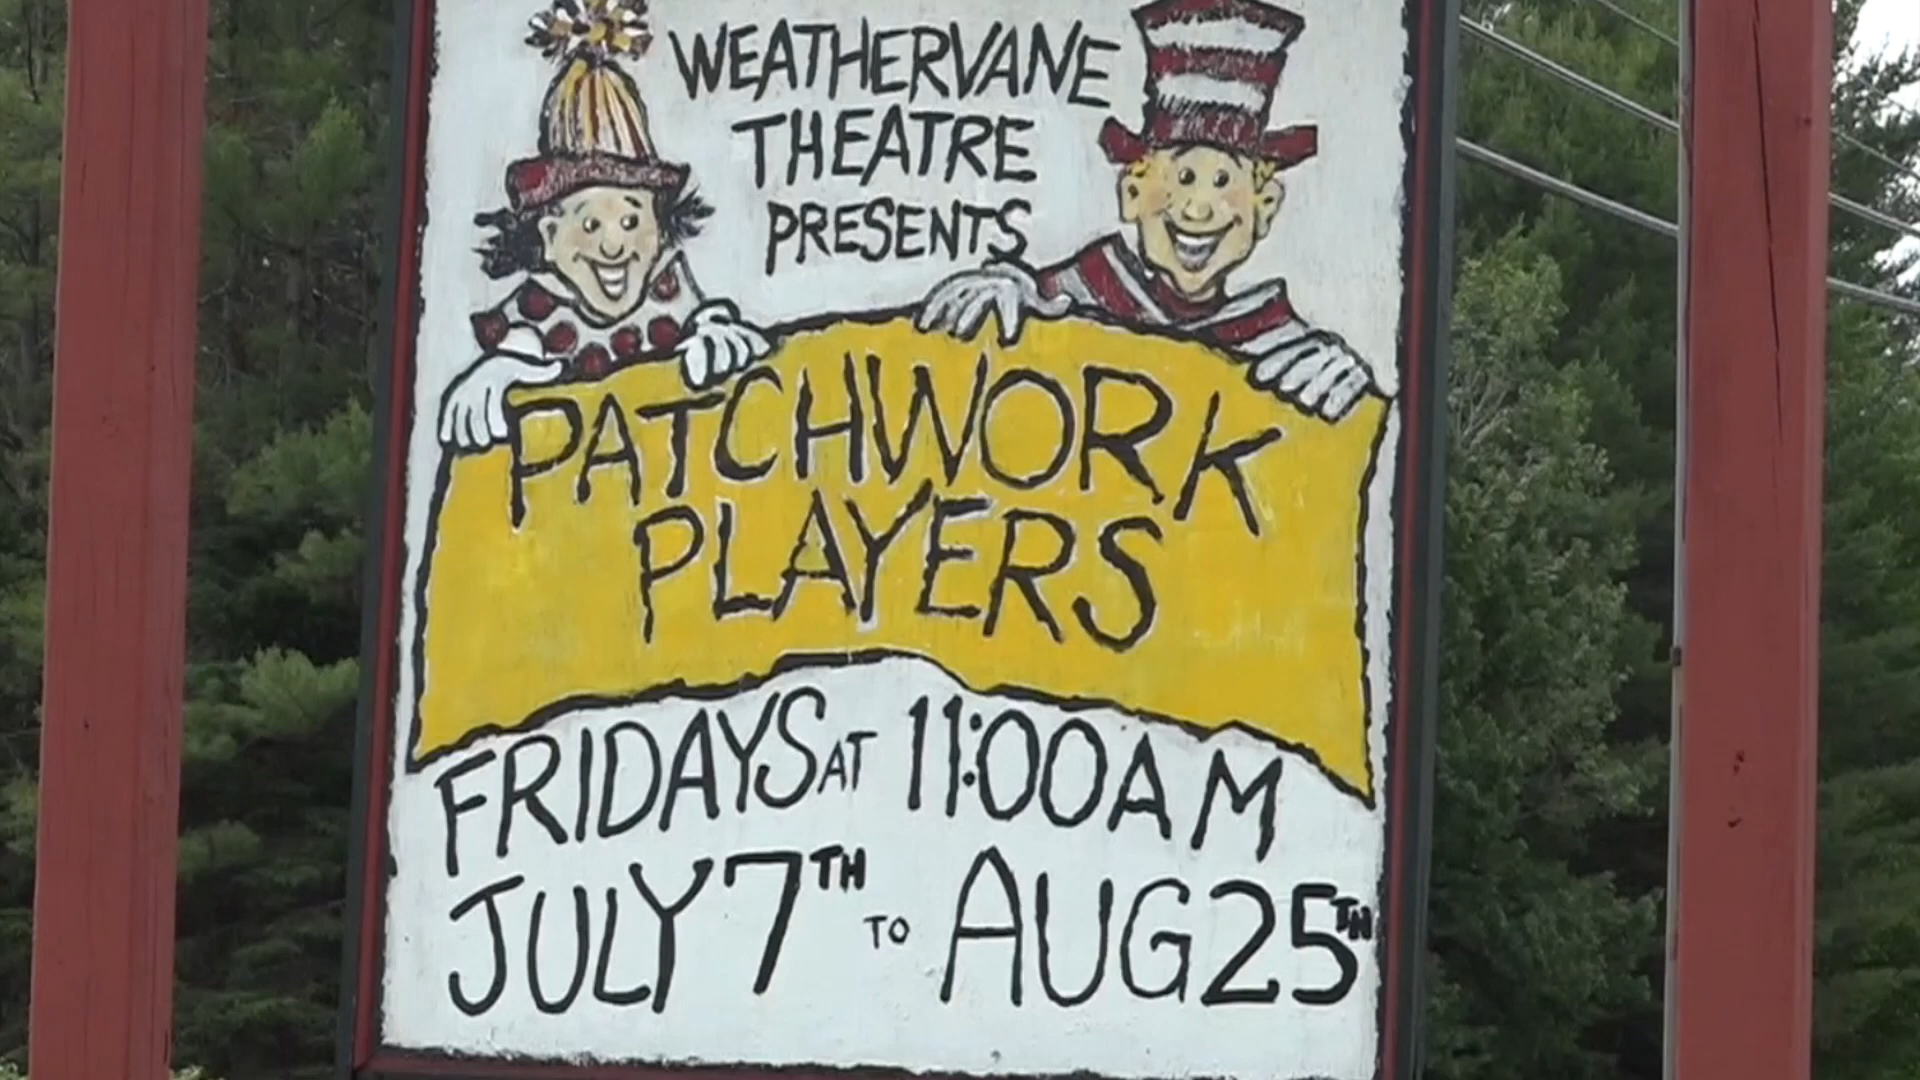 WEATHERVANE
THEATRE
PRESENTS
PATCHWORK
PLAYERS
FRIDAYS AT 11:00AM
JULY 7TH TO AUG 25TH